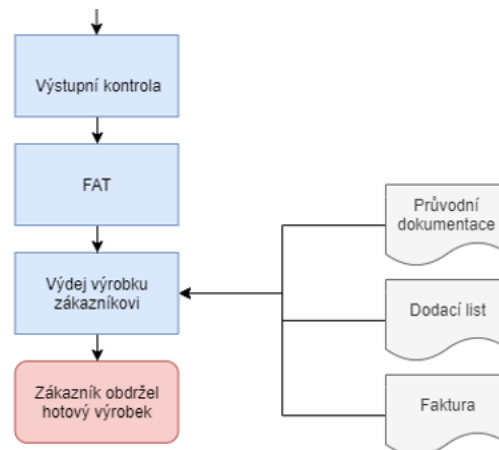 Výstupní kontrola
FAT
Výdej výrobku
zákazníkovi
Zákazník obdržel
hotový výrobek
Průvodní
dokumentace
Dodací list
Faktura